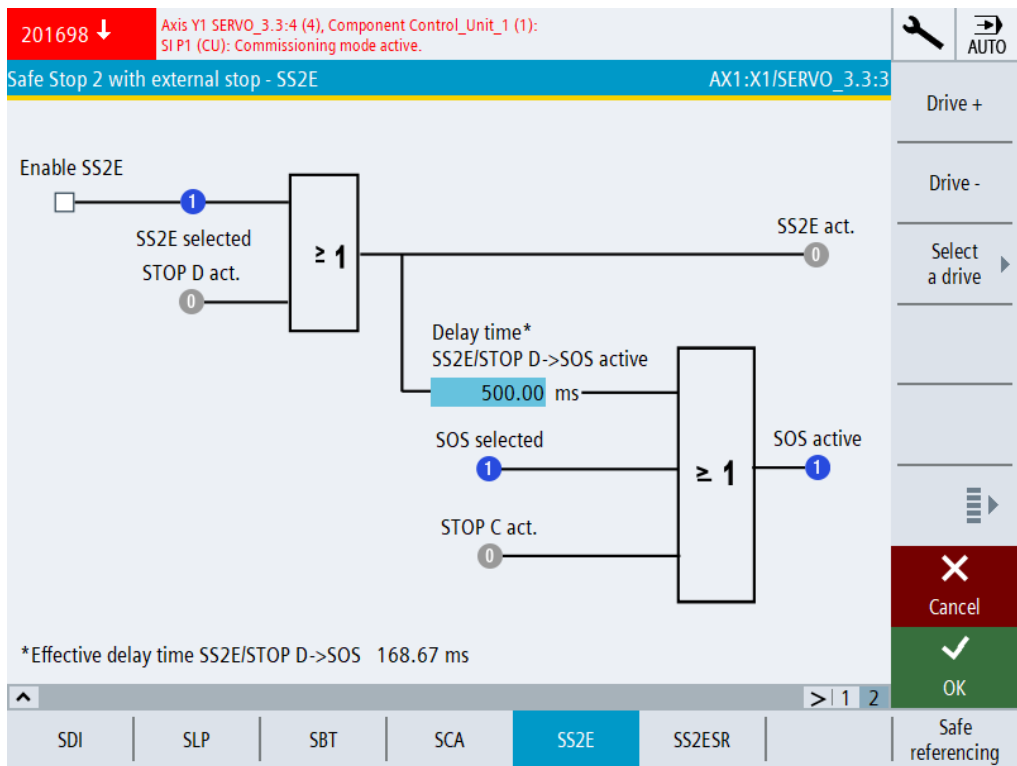 201698
Axis Y1 SERVO_3.3:4 (4), Component Control_Unit_1 (1):
SI P1 (CU): Commissioning mode active.
AUTO
Safe Stop 2 with external stop - SS2E
AX1:X1/SERVO_3.3:3
Drive +
Drive -
Select
a drive
Enable SS2E
1
SS2E selected
STOP D act.
0
≥ 1
SS2E act.
0
Delay time*
SS2E/STOP D->SOS active
500.00 ms
SOS selected
1
STOP C act.
0
≥ 1
SOS active
1
*Effective delay time SS2E/STOP D->SOS 168.67 ms
Cancel
OK
> 1 2
SDI
SLP
SBT
SCA
SS2E
SS2ESR
Safe
referencing